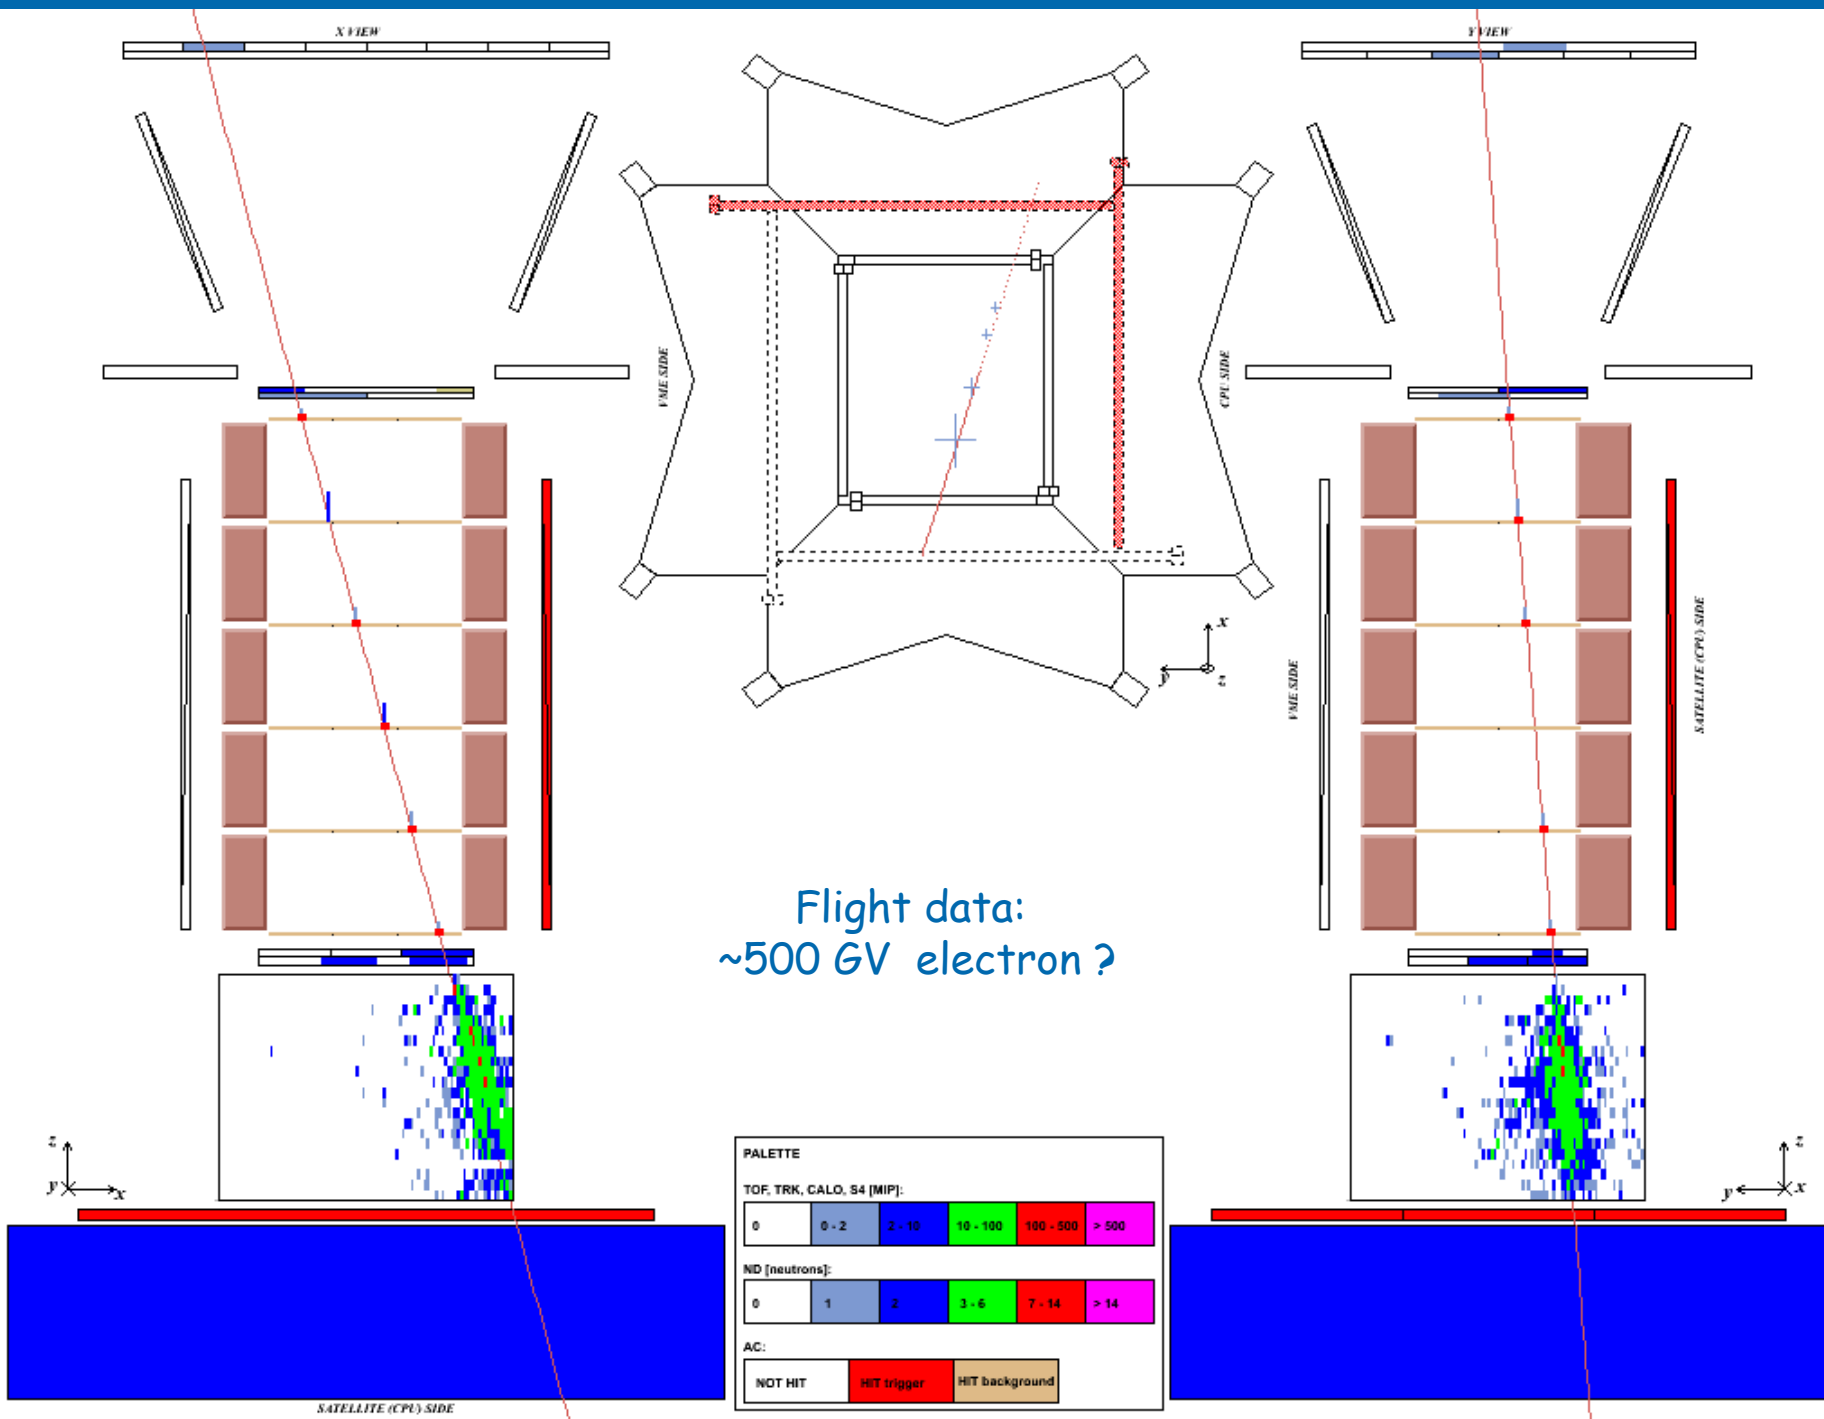 X VIEW
Y VIEW
VME SIDE
CPU SIDE
x
y
z
VME SIDE
SATELLITE (CPU) SIDE
Flight data:
~500 GV electron ?
z
y
x
z
y
x
PALETTE
TOF, TRK, CALO, S4 [MIP]:
0 0 - 2 2 - 10 10 - 100 100 - 500 > 500
ND [neutrons]:
0 1 2 3 - 6 7 - 14 > 14
AC:
NOT HIT HIT trigger HIT background
SATELLITE (CPU) SIDE